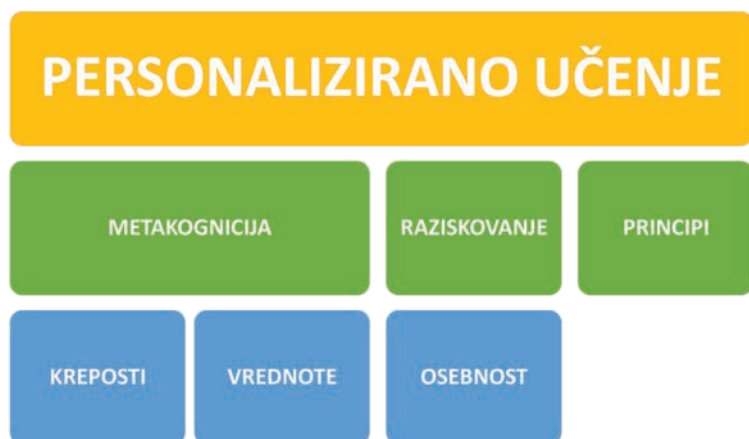 PERSONALIZIRANO UČENJE
METAKOGNICIJA
RAZISKOVANJE
PRINCIPI
KREPOSTI
VREDNOTE
OSEBNOST